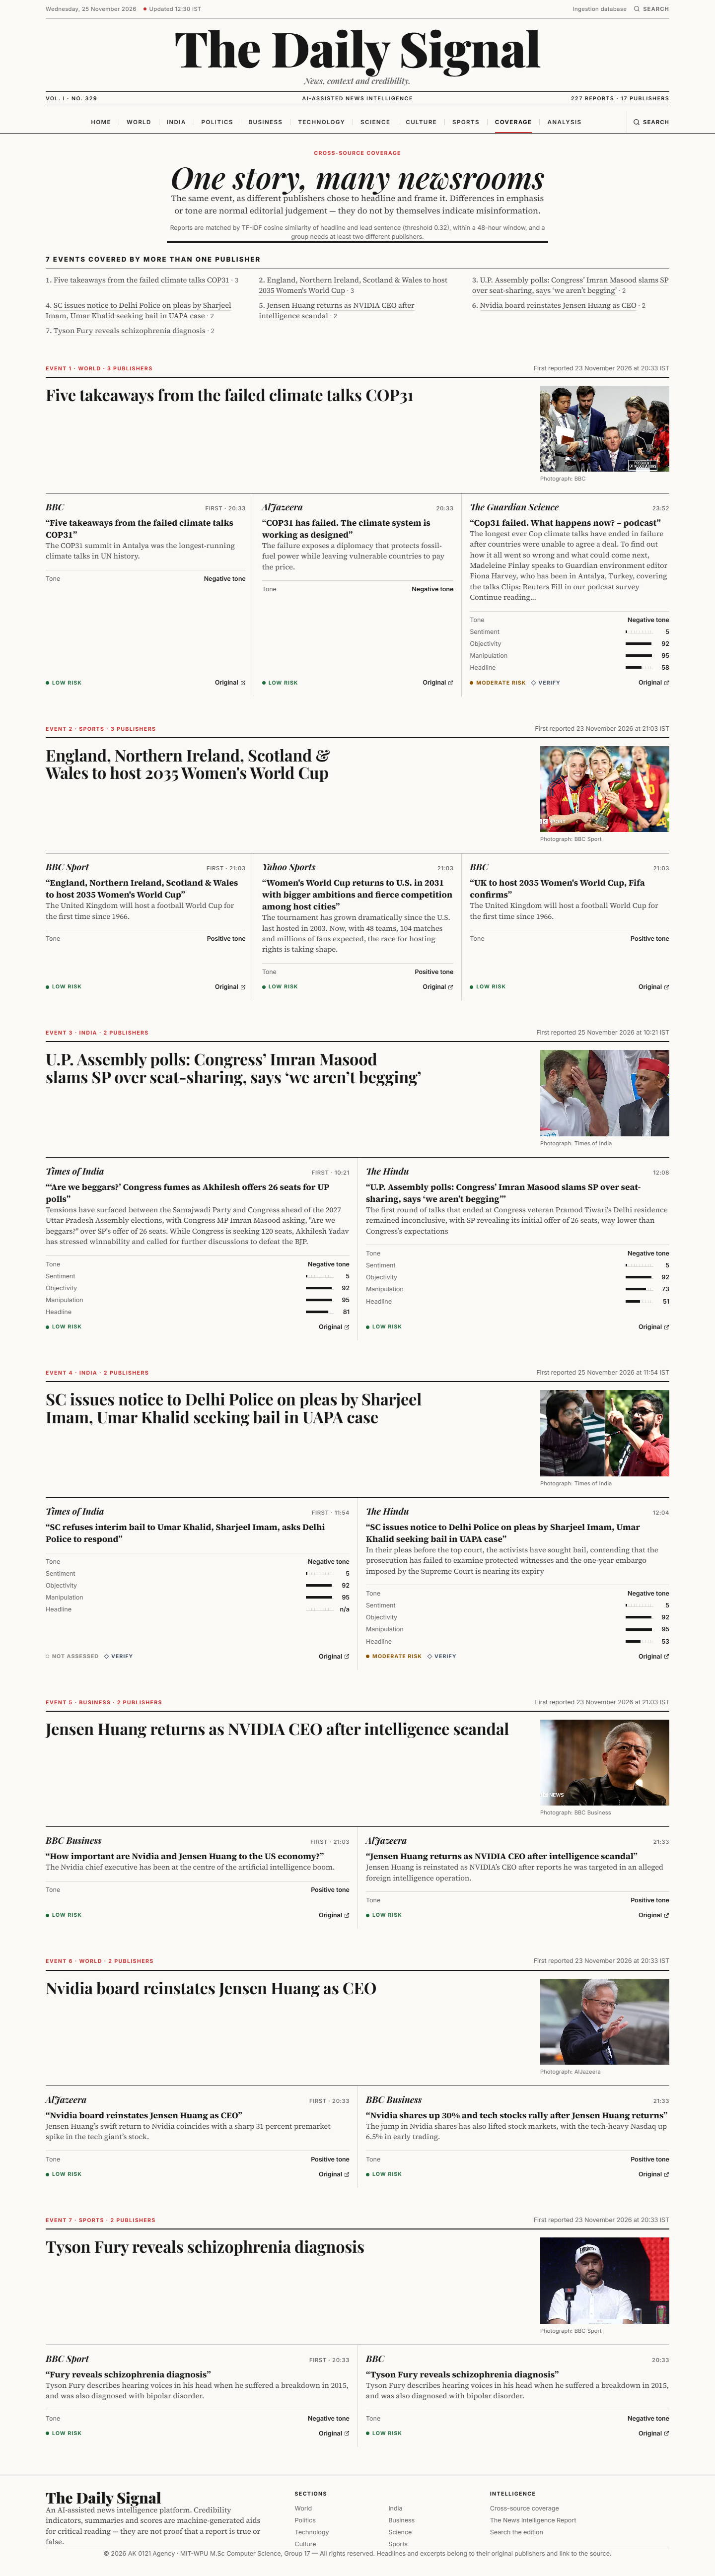 Wednesday, 25 November 2026 Updated 12:30 IST
Ingestion database SEARCH
The Daily Signal
News, context and credibility.
VOL. I · NO. 329
AI-ASSISTED NEWS INTELLIGENCE
227 REPORTS · 17 PUBLISHERS
HOME WORLD INDIA POLITICS BUSINESS TECHNOLOGY SCIENCE CULTURE SPORTS COVERAGE ANALYSIS SEARCH
CROSS-SOURCE COVERAGE
One story, many newsrooms
The same event, as different publishers chose to headline and frame it. Differences in emphasis
or tone are normal editorial judgement — they do not by themselves indicate misinformation.
Reports are matched by TF-IDF cosine similarity of headline and lead sentence (threshold 0.32), within a 48-hour window, and a
group needs at least two different publishers.
7 EVENTS COVERED BY MORE THAN ONE PUBLISHER
1. Five takeaways from the failed climate talks COP31 · 3
2. England, Northern Ireland, Scotland & Wales to host
2035 Women's World Cup · 3
3. U.P. Assembly polls: Congress’ Imran Masood slams SP
over seat-sharing, says ‘we aren’t begging’ · 2
4. SC issues notice to Delhi Police on pleas by Sharjeel
Imam, Umar Khalid seeking bail in UAPA case · 2
5. Jensen Huang returns as NVIDIA CEO after
intelligence scandal · 2
6. Nvidia board reinstates Jensen Huang as CEO · 2
7. Tyson Fury reveals schizophrenia diagnosis · 2
EVENT 1 · WORLD · 3 PUBLISHERS
First reported 23 November 2026 at 20:33 IST
Five takeaways from the failed climate talks COP31
Photograph: BBC
BBC
FIRST · 20:33
“Five takeaways from the failed climate talks
COP31”
The COP31 summit in Antalya was the longest-running
climate talks in UN history.
Tone Negative tone
LOW RISK Original
AlJazeera
20:33
“COP31 has failed. The climate system is
working as designed”
The failure exposes a diplomacy that protects fossil-
fuel power while leaving vulnerable countries to pay
the price.
Tone Negative tone
LOW RISK Original
The Guardian Science
23:52
“Cop31 failed. What happens now? – podcast”
The longest ever Cop climate talks have ended in failure
after countries were unable to agree a deal. To find out
how it all went so wrong and what could come next,
Madeleine Finlay speaks to Guardian environment editor
Fiona Harvey, who has been in Antalya, Turkey, covering
the talks Clips: Reuters Fill in our podcast survey
Continue reading...
Tone Negative tone
Sentiment 5
Objectivity 92
Manipulation 95
Headline 58
MODERATE RISK VERIFY Original
EVENT 2 · SPORTS · 3 PUBLISHERS
First reported 23 November 2026 at 21:03 IST
England, Northern Ireland, Scotland &
Wales to host 2035 Women's World Cup
Photograph: BBC Sport
BBC Sport
FIRST · 21:03
“England, Northern Ireland, Scotland & Wales
to host 2035 Women's World Cup”
The United Kingdom will host a football World Cup for
the first time since 1966.
Tone Positive tone
LOW RISK Original
Yahoo Sports
21:03
“Women's World Cup returns to U.S. in 2031
with bigger ambitions and fierce competition
among host cities”
The tournament has grown dramatically since the U.S.
last hosted in 2003. Now, with 48 teams, 104 matches
and millions of fans expected, the race for hosting
rights is taking shape.
Tone Positive tone
LOW RISK Original
BBC
21:03
“UK to host 2035 Women's World Cup, Fifa
confirms”
The United Kingdom will host a football World Cup for
the first time since 1966.
Tone Positive tone
LOW RISK Original
EVENT 3 · INDIA · 2 PUBLISHERS
First reported 25 November 2026 at 10:21 IST
U.P. Assembly polls: Congress’ Imran Masood
slams SP over seat-sharing, says ‘we aren’t begging’
Photograph: Times of India
Times of India
FIRST · 10:21
“‘Are we beggars?’ Congress fumes as Akhilesh offers 26 seats for UP
polls”
Tensions have surfaced between the Samajwadi Party and Congress ahead of the 2027
Uttar Pradesh Assembly elections, with Congress MP Imran Masood asking, "Are we
beggars?" over SP's offer of 26 seats. While Congress is seeking 120 seats, Akhilesh Yadav
has stressed winnability and called for further discussions to defeat the BJP.
Tone Negative tone
Sentiment 5
Objectivity 92
Manipulation 95
Headline 81
LOW RISK Original
The Hindu
12:08
“U.P. Assembly polls: Congress’ Imran Masood slams SP over seat-
sharing, says ‘we aren’t begging’”
The first round of talks that ended at Congress veteran Pramod Tiwari’s Delhi residence
remained inconclusive, with SP revealing its initial offer of 26 seats, way lower than
Congress’s expectations
Tone Negative tone
Sentiment 5
Objectivity 92
Manipulation 73
Headline 51
LOW RISK Original
EVENT 4 · INDIA · 2 PUBLISHERS
First reported 25 November 2026 at 11:54 IST
SC issues notice to Delhi Police on pleas by Sharjeel
Imam, Umar Khalid seeking bail in UAPA case
Photograph: Times of India
Times of India
FIRST · 11:54
“SC refuses interim bail to Umar Khalid, Sharjeel Imam, asks Delhi
Police to respond”
Tone Negative tone
Sentiment 5
Objectivity 92
Manipulation 95
Headline n/a
NOT ASSESSED VERIFY Original
The Hindu
12:04
“SC issues notice to Delhi Police on pleas by Sharjeel Imam, Umar
Khalid seeking bail in UAPA case”
In their pleas before the top court, the activists have sought bail, contending that the
prosecution has failed to examine protected witnesses and the one-year embargo
imposed by the Supreme Court is nearing its expiry
Tone Negative tone
Sentiment 5
Objectivity 92
Manipulation 95
Headline 53
MODERATE RISK VERIFY Original
EVENT 5 · BUSINESS · 2 PUBLISHERS
First reported 23 November 2026 at 21:03 IST
Jensen Huang returns as NVIDIA CEO after intelligence scandal
NEWS
Photograph: BBC Business
BBC Business
FIRST · 21:03
“How important are Nvidia and Jensen Huang to the US economy?”
The Nvidia chief executive has been at the centre of the artificial intelligence boom.
Tone Positive tone
LOW RISK Original
AlJazeera
21:33
“Jensen Huang returns as NVIDIA CEO after intelligence scandal”
Jensen Huang is reinstated as NVIDIA’s CEO after reports he was targeted in an alleged
foreign intelligence operation.
Tone Positive tone
LOW RISK Original
EVENT 6 · WORLD · 2 PUBLISHERS
First reported 23 November 2026 at 20:33 IST
Nvidia board reinstates Jensen Huang as CEO
Photograph: AlJazeera
AlJazeera
FIRST · 20:33
“Nvidia board reinstates Jensen Huang as CEO”
Jensen Huang’s swift return to Nvidia coincides with a sharp 31 percent premarket
spike in the tech giant’s stock.
Tone Positive tone
LOW RISK Original
BBC Business
21:33
“Nvidia shares up 30% and tech stocks rally after Jensen Huang returns”
The jump in Nvidia shares has also lifted stock markets, with the tech-heavy Nasdaq up
6.5% in early trading.
Tone Positive tone
LOW RISK Original
EVENT 7 · SPORTS · 2 PUBLISHERS
First reported 23 November 2026 at 20:33 IST
Tyson Fury reveals schizophrenia diagnosis
Photograph: BBC Sport
BBC Sport
FIRST · 20:33
“Fury reveals schizophrenia diagnosis”
Tyson Fury describes hearing voices in his head when he suffered a breakdown in 2015,
and was also diagnosed with bipolar disorder.
Tone Negative tone
LOW RISK Original
BBC
20:33
“Tyson Fury reveals schizophrenia diagnosis”
Tyson Fury describes hearing voices in his head when he suffered a breakdown in 2015,
and was also diagnosed with bipolar disorder.
Tone Negative tone
LOW RISK Original
The Daily Signal
An AI-assisted news intelligence platform. Credibility
indicators, summaries and scores are machine-generated aids
for critical reading — they are not proof that a report is true or
false.
SECTIONS
World India
Politics Business
Technology Science
Culture Sports
INTELLIGENCE
Cross-source coverage
The News Intelligence Report
Search the edition
© 2026 AK 0121 Agency · MIT-WPU M.Sc Computer Science, Group 17 — All rights reserved. Headlines and excerpts belong to their original publishers and link to the source.